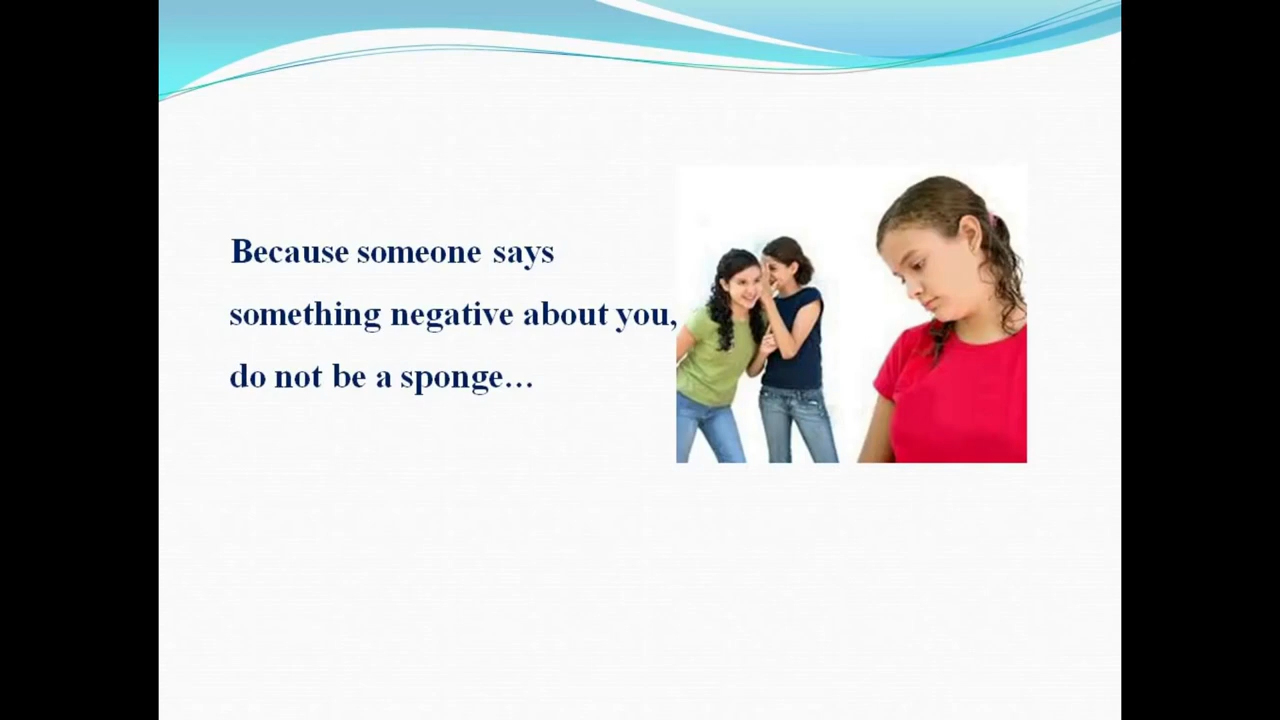 Because someone says
something negative about you,
do not be a sponge…